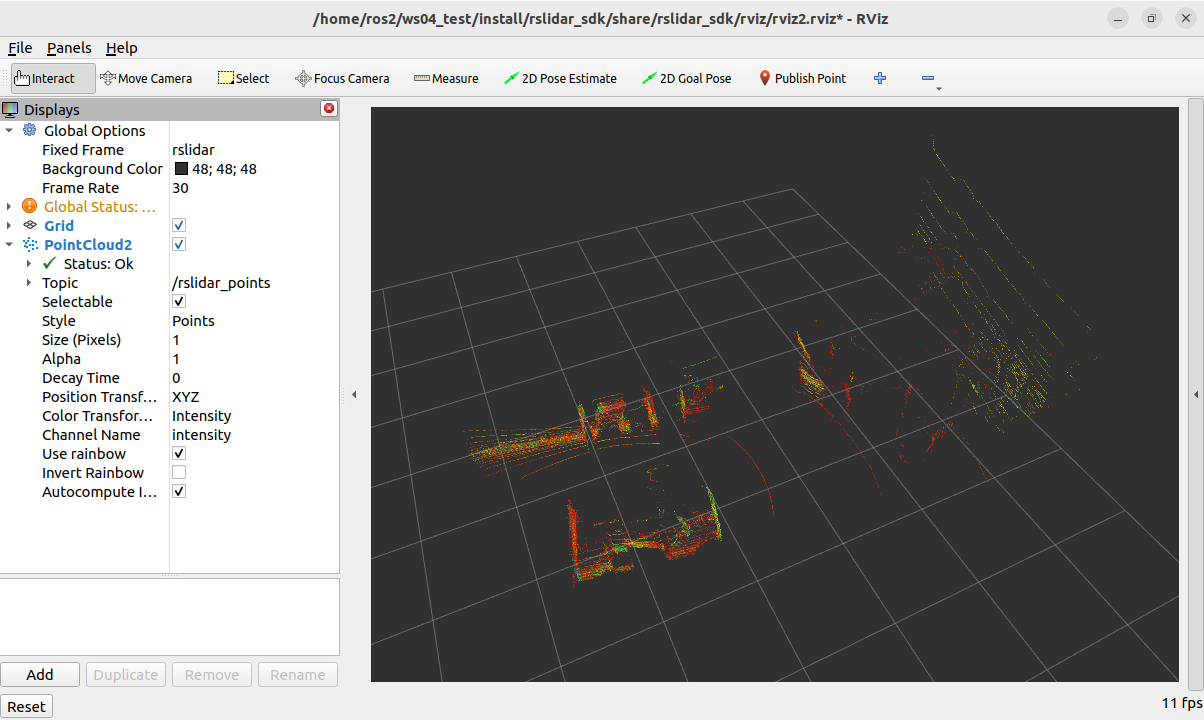 /home/ros2/ws04_test/install/rslidar_sdk/share/rslidar_sdk/rviz/rviz2.rviz* - RViz
File Panels Help
Interact Move Camera Select Focus Camera Measure 2D Pose Estimate 2D Goal Pose Publish Point
Displays
Global Options
Fixed Frame rslidar
Background Color 48; 48; 48
Frame Rate 30
Global Status: ...
Grid
PointCloud2
Status: Ok
Topic /rslidar_points
Selectable
Style Points
Size (Pixels) 1
Alpha 1
Decay Time 0
Position Transf... XYZ
Color Transfor... Intensity
Channel Name intensity
Use rainbow
Invert Rainbow
Autocompute I...
Add Duplicate Remove Rename
Reset
11 fps